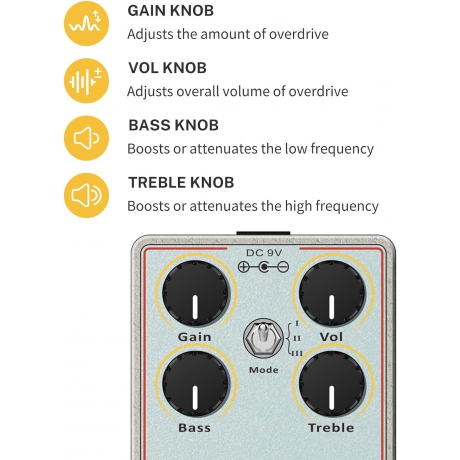 GAIN KNOB
Adjusts the amount of overdrive
VOL KNOB
Adjusts overall volume of overdrive
BASS KNOB
Boosts or attenuates the low frequency
TREBLE KNOB
Boosts or attenuates the high frequency
DC 9V
Gain
I
II
III
Vol
Mode
Bass
Treble